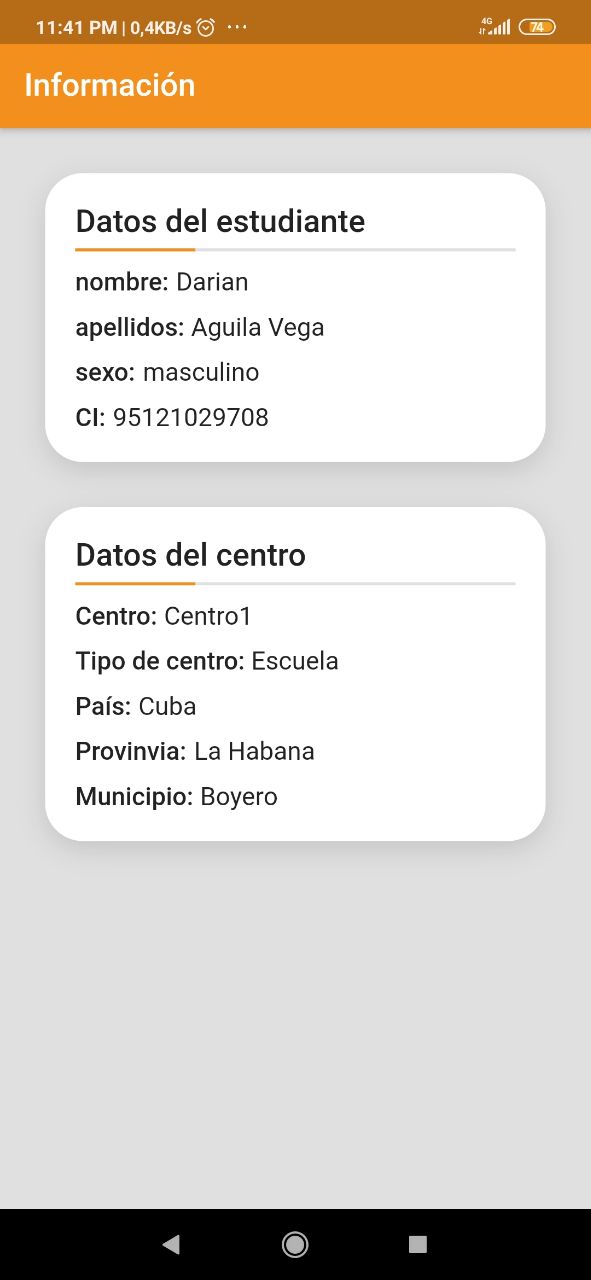 11:41 PM | 0,4KB/s ...
4G 74
Información
Datos del estudiante
nombre: Darian
apellidos: Aguila Vega
sexo: masculino
CI: 95121029708
Datos del centro
Centro: Centro1
Tipo de centro: Escuela
País: Cuba
Provinvia: La Habana
Municipio: Boyero